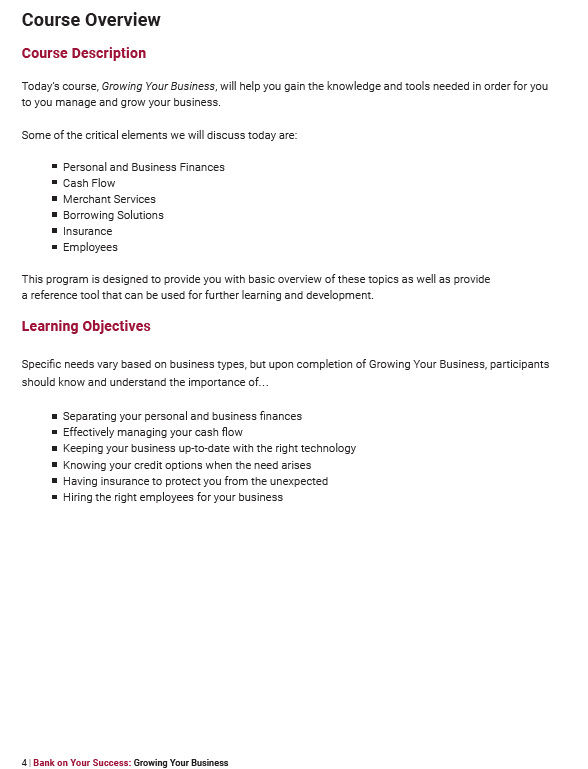 Course Overview
Course Description
Today's course, Growing Your Business, will help you gain the knowledge and tools needed in order for you
to you manage and grow your business.
Some of the critical elements we will discuss today are:
▪ Personal and Business Finances
▪ Cash Flow
▪ Merchant Services
▪ Borrowing Solutions
▪ Insurance
▪ Employees
This program is designed to provide you with basic overview of these topics as well as provide
a reference tool that can be used for further learning and development.
Learning Objectives
Specific needs vary based on business types, but upon completion of Growing Your Business, participants
should know and understand the importance of…
▪ Separating your personal and business finances
▪ Effectively managing your cash flow
▪ Keeping your business up-to-date with the right technology
▪ Knowing your credit options when the need arises
▪ Having insurance to protect you from the unexpected
▪ Hiring the right employees for your business
4 | Bank on Your Success: Growing Your Business